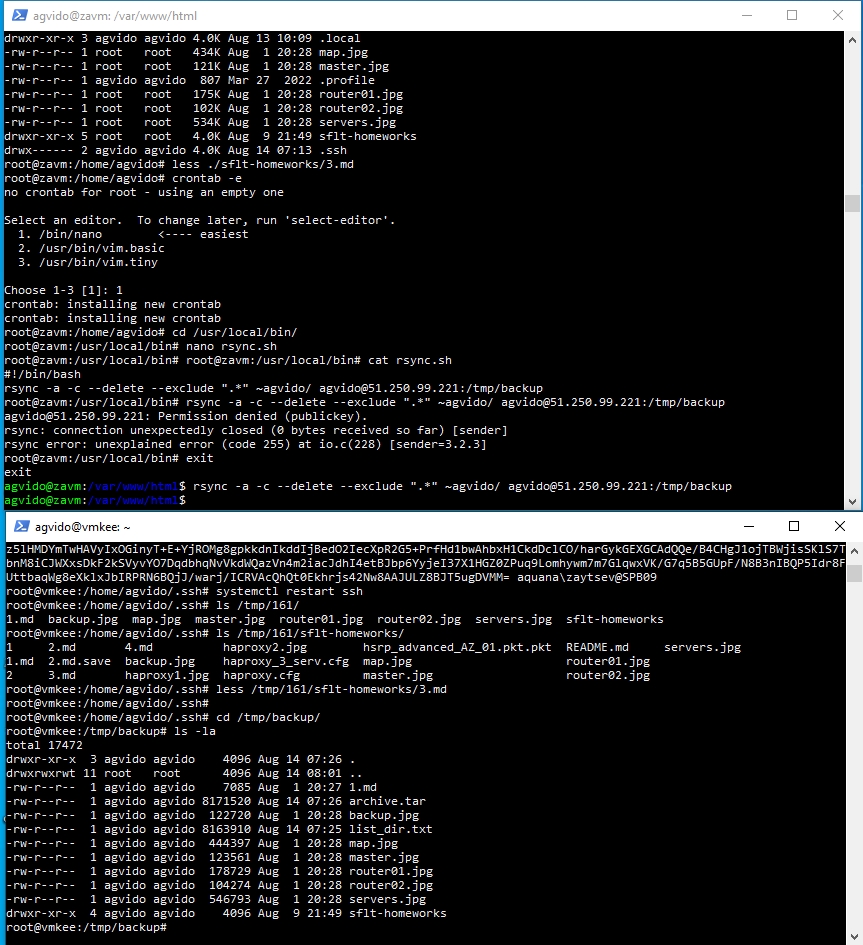 agvido@zavm: /var/www/html
drwxr-xr-x 3 agvido agvido 4.0K Aug 13 10:09 .local
-rw-r--r-- 1 root   root   434K Aug  1 20:28 map.jpg
-rw-r--r-- 1 root   root   121K Aug  1 20:28 master.jpg
-rw-r--r-- 1 agvido agvido  807 Mar 27  2022 .profile
-rw-r--r-- 1 root   root   175K Aug  1 20:28 router01.jpg
-rw-r--r-- 1 root   root   102K Aug  1 20:28 router02.jpg
-rw-r--r-- 1 root   root   534K Aug  1 20:28 servers.jpg
drwxr-xr-x 5 root   root   4.0K Aug  9 21:49 sflt-homeworks
drwx------ 2 agvido agvido 4.0K Aug 14 07:13 .ssh
root@zavm:/home/agvido# less ./sflt-homeworks/3.md
root@zavm:/home/agvido# crontab -e
no crontab for root - using an empty one
Select an editor.  To change later, run 'select-editor'.
  1. /bin/nano        <---- easiest
  2. /usr/bin/vim.basic
  3. /usr/bin/vim.tiny
Choose 1-3 [1]: 1
crontab: installing new crontab
crontab: installing new crontab
root@zavm:/home/agvido# cd /usr/local/bin/
root@zavm:/usr/local/bin# nano rsync.sh
root@zavm:/usr/local/bin# root@zavm:/usr/local/bin# cat rsync.sh
#!/bin/bash
rsync -a -c --delete --exclude ".*" ~agvido/ agvido@51.250.99.221:/tmp/backup
root@zavm:/usr/local/bin# rsync -a -c --delete --exclude ".*" ~agvido/ agvido@51.250.99.221:/tmp/backup
agvido@51.250.99.221: Permission denied (publickey).
rsync: connection unexpectedly closed (0 bytes received so far) [sender]
rsync error: unexplained error (code 255) at io.c(228) [sender=3.2.3]
root@zavm:/usr/local/bin# exit
exit
agvido@zavm:/var/www/html$ rsync -a -c --delete --exclude ".*" ~agvido/ agvido@51.250.99.221:/tmp/backup
agvido@zavm:/var/www/html$
agvido@vmkee: ~
aquana\zaytsev@SPB09
root@vmkee:/home/agvido/.ssh# systemctl restart ssh
root@vmkee:/home/agvido/.ssh# ls /tmp/161/
1.md  backup.jpg  map.jpg  master.jpg  router01.jpg  router02.jpg  servers.jpg  sflt-homeworks
root@vmkee:/home/agvido/.ssh# ls /tmp/161/sflt-homeworks/
1     2.md       4.md          haproxy2.jpg        hsrp_advanced_AZ_01.pkt.pkt  README.md     servers.jpg
1.md  2.md.save  backup.jpg    haproxy_3_serv.cfg  map.jpg                      router01.jpg
2     3.md       haproxy1.jpg  haproxy.cfg         master.jpg                   router02.jpg
root@vmkee:/home/agvido/.ssh# less /tmp/161/sflt-homeworks/3.md
root@vmkee:/home/agvido/.ssh#
root@vmkee:/home/agvido/.ssh# cd /tmp/backup/
root@vmkee:/tmp/backup# ls -la
total 17472
drwxr-xr-x  3 agvido agvido    4096 Aug 14 07:26 .
drwxrwxrwt 11 root   root      4096 Aug 14 08:01 ..
-rw-r--r--  1 agvido agvido    7085 Aug  1 20:27 1.md
-rw-r--r--  1 agvido agvido 8171520 Aug 14 07:26 archive.tar
-rw-r--r--  1 agvido agvido  122720 Aug  1 20:28 backup.jpg
-rw-r--r--  1 agvido agvido 8163910 Aug 14 07:25 list_dir.txt
-rw-r--r--  1 agvido agvido  444397 Aug  1 20:28 map.jpg
-rw-r--r--  1 agvido agvido  123561 Aug  1 20:28 master.jpg
-rw-r--r--  1 agvido agvido  178729 Aug  1 20:28 router01.jpg
-rw-r--r--  1 agvido agvido  104274 Aug  1 20:28 router02.jpg
-rw-r--r--  1 agvido agvido  546793 Aug  1 20:28 servers.jpg
drwxr-xr-x  4 agvido agvido    4096 Aug  9 21:49 sflt-homeworks
root@vmkee:/tmp/backup#